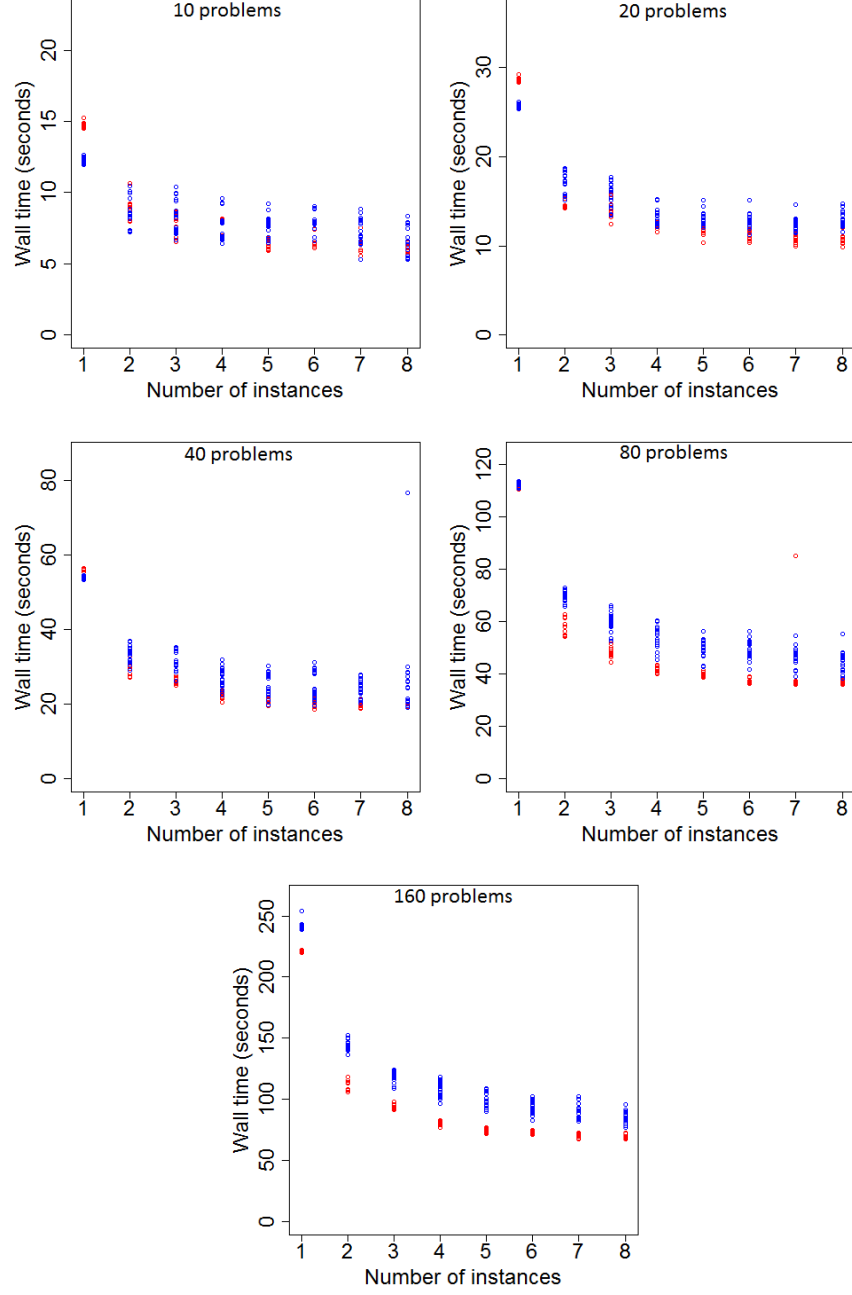 10 problems
Wall time (seconds)
20
15
10
5
0
1 2 3 4 5 6 7 8
Number of instances
20 problems
Wall time (seconds)
30
20
10
0
1 2 3 4 5 6 7 8
Number of instances
40 problems
Wall time (seconds)
80
60
40
20
0
1 2 3 4 5 6 7 8
Number of instances
80 problems
Wall time (seconds)
120
100
80
60
40
20
0
1 2 3 4 5 6 7 8
Number of instances
160 problems
Wall time (seconds)
250
200
150
100
50
0
1 2 3 4 5 6 7 8
Number of instances